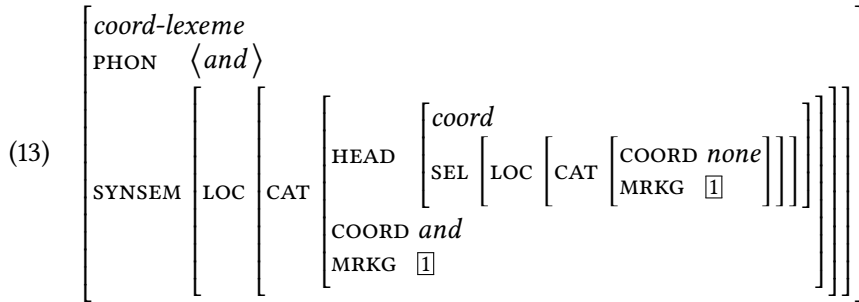 coord-lexeme
PHON ⟨and⟩
coord
(13) HEAD COORD none
SEL LOC CAT
SYNSEM LOC CAT MRKG 1
COORD and
MRKG 1